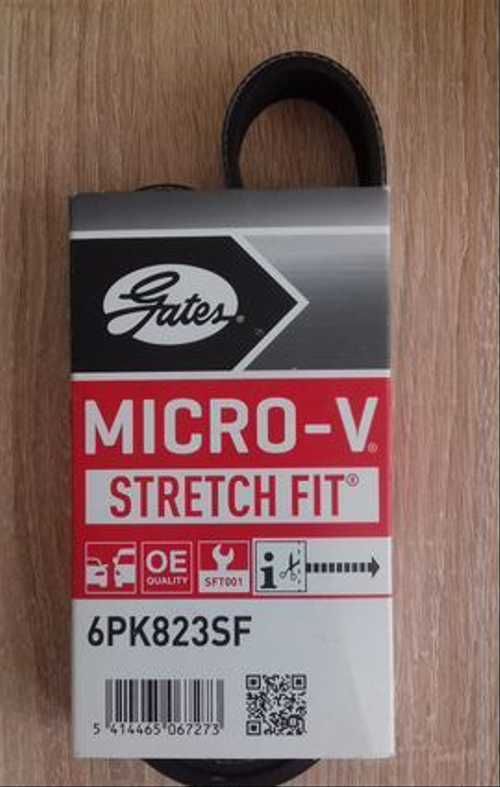 Gates®
MICRO-V®
STRETCH FIT®
OE
QUALITY
SFT001
i
6PK823SF
5 414465 067273